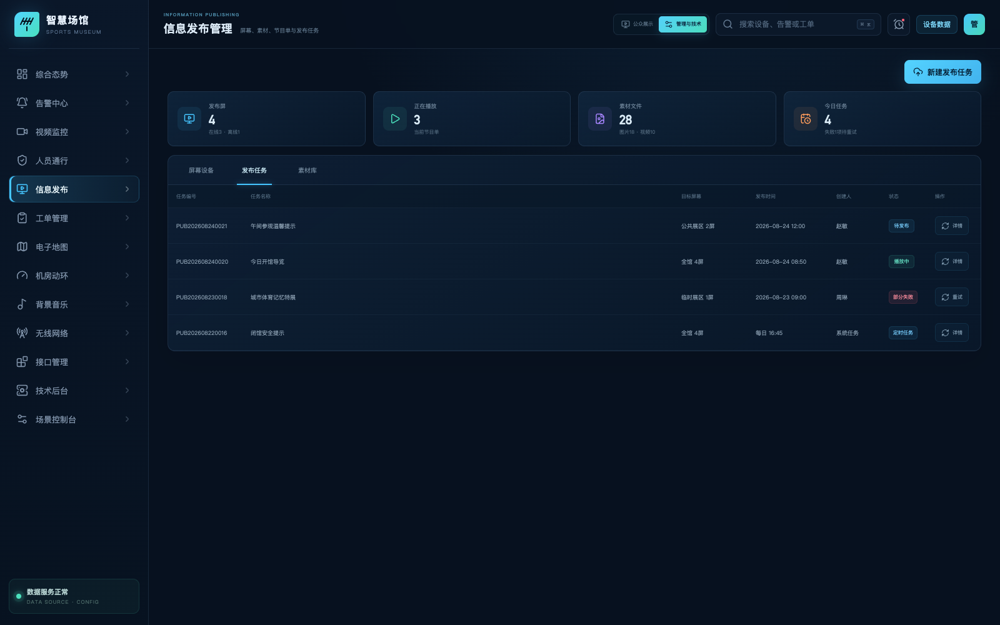 智慧场馆
SPORTS MUSEUM
综合态势
告警中心
视频监控
人员通行
信息发布
工单管理
电子地图
机房动环
背景音乐
无线网络
接口管理
技术后台
场景控制台
数据服务正常
DATA SOURCE · CONFIG
INFORMATION PUBLISHING
信息发布管理 屏幕、素材、节目单与发布任务
公众展示 管理与技术 搜索设备、告警或工单 ⌘ K 设备数据 管
新建发布任务
发布屏
4
在线3 · 离线1
正在播放
3
当前节目单
素材文件
28
图片18 · 视频10
今日任务
4
失败1项待重试
屏幕设备 发布任务 素材库
任务编号 任务名称 目标屏幕 发布时间 创建人 状态 操作
PUB202608240021 午间参观温馨提示 公共展区 2屏 2026-08-24 12:00 赵敏 待发布 详情
PUB202608240020 今日开馆导览 全馆 4屏 2026-08-24 08:50 赵敏 播放中 详情
PUB202608230018 城市体育记忆特展 临时展区 1屏 2026-08-23 09:00 周琳 部分失败 重试
PUB202608220016 闭馆安全提示 全馆 4屏 每日 16:45 系统任务 定时任务 详情